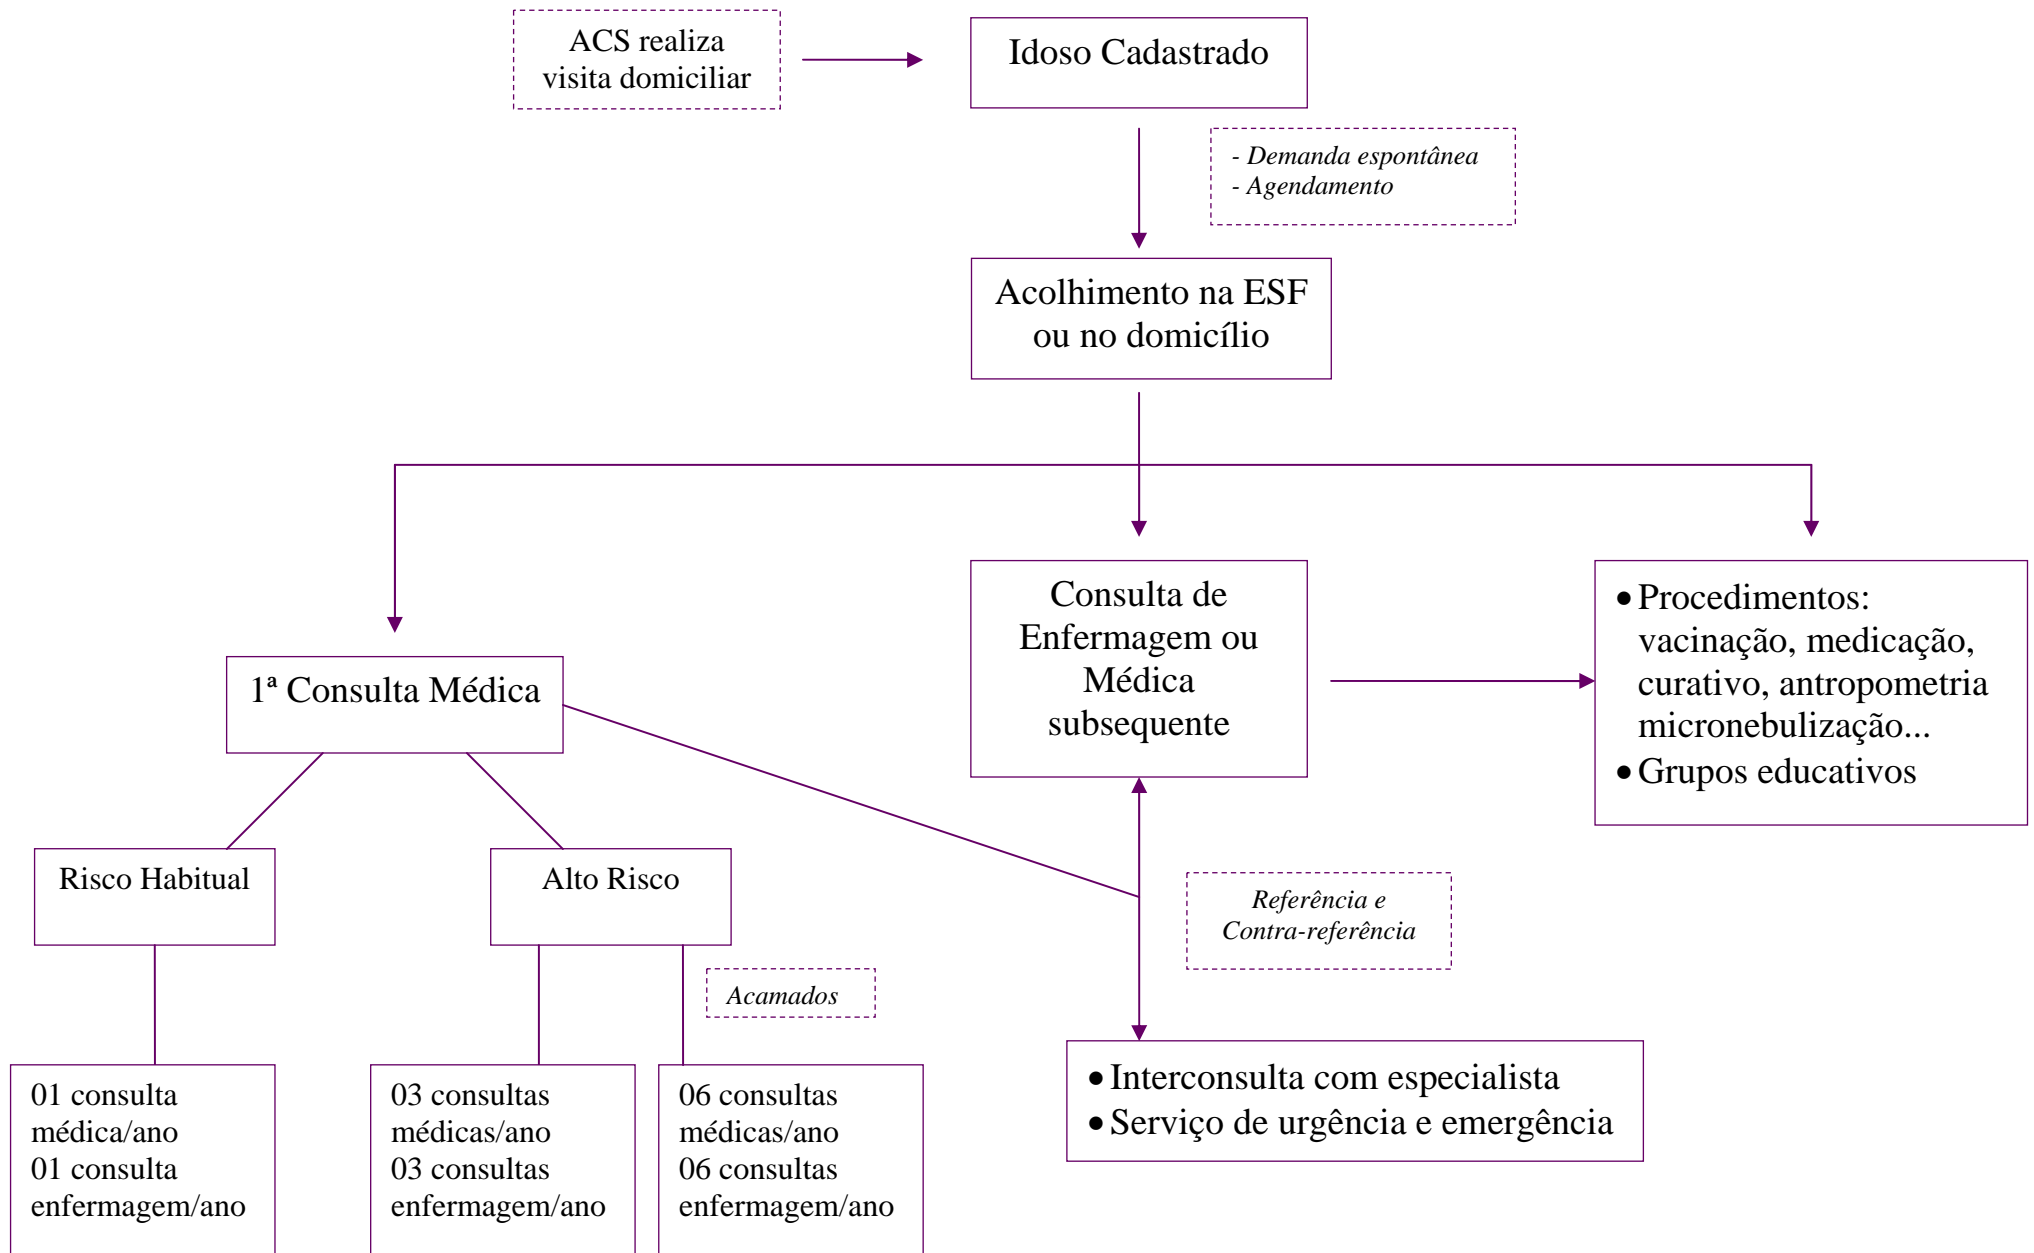 ACS realiza
visita domiciliar
Idoso Cadastrado
- Demanda espontânea
- Agendamento
Acolhimento na ESF
ou no domicílio
1ª Consulta Médica
Consulta de
Enfermagem ou
Médica
subsequente
• Procedimentos:
vacinação, medicação,
curativo, antropometria
micronebulização...
• Grupos educativos
Risco Habitual
Alto Risco
Referência e
Contra-referência
Acamados
01 consulta
médica/ano
01 consulta
enfermagem/ano
03 consultas
médicas/ano
03 consultas
enfermagem/ano
06 consultas
médicas/ano
06 consultas
enfermagem/ano
• Interconsulta com especialista
• Serviço de urgência e emergência